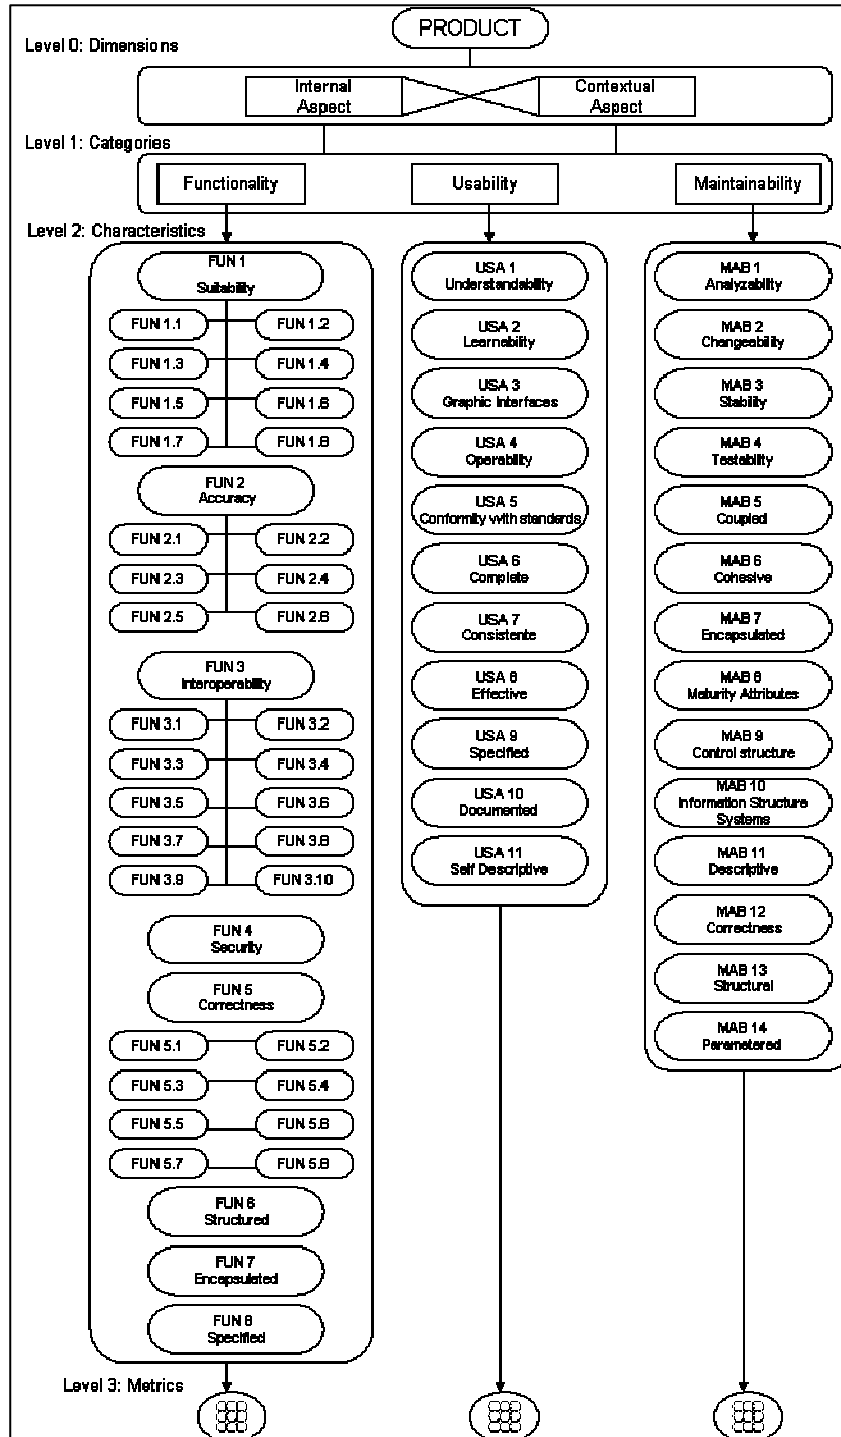 PRODUCT
Level 0: Dimensions
Internal
Aspect
Contextual
Aspect
Level 1: Categories
Functionality
Usability
Maintainability
Level 2: Characteristics
FUN 1
Suitability
FUN 1.1
FUN 1.2
FUN 1.3
FUN 1.4
FUN 1.5
FUN 1.6
FUN 1.7
FUN 1.8
FUN 2
Accuracy
FUN 2.1
FUN 2.2
FUN 2.3
FUN 2.4
FUN 2.5
FUN 2.6
FUN 3
Interoperability
FUN 3.1
FUN 3.2
FUN 3.3
FUN 3.4
FUN 3.5
FUN 3.6
FUN 3.7
FUN 3.8
FUN 3.9
FUN 3.10
FUN 4
Security
FUN 5
Correctness
FUN 5.1
FUN 5.2
FUN 5.3
FUN 5.4
FUN 5.5
FUN 5.6
FUN 5.7
FUN 5.8
FUN 6
Structured
FUN 7
Encapsulated
FUN 8
Specified
USA 1
Understandability
USA 2
Learnability
USA 3
Graphic Interfaces
USA 4
Operability
USA 5
Conformity with standards
USA 6
Complete
USA 7
Consistente
USA 8
Effective
USA 9
Specified
USA 10
Documented
USA 11
Self Descriptive
MAB 1
Analyzability
MAB 2
Changeability
MAB 3
Stability
MAB 4
Testability
MAB 5
Coupled
MAB 6
Cohesive
MAB 7
Encapsulated
MAB 8
Maturity Attributes
MAB 9
Control structure
MAB 10
Information Structure
Systems
MAB 11
Descriptive
MAB 12
Correctness
MAB 13
Structural
MAB 14
Parametered
Level 3: Metrics